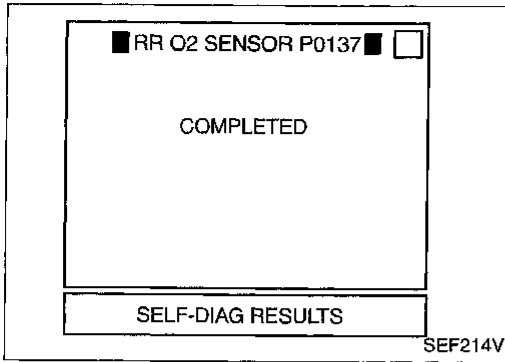 RR O2 SENSOR P0137
COMPLETED
SELF-DIAG RESULTS
SEF214V